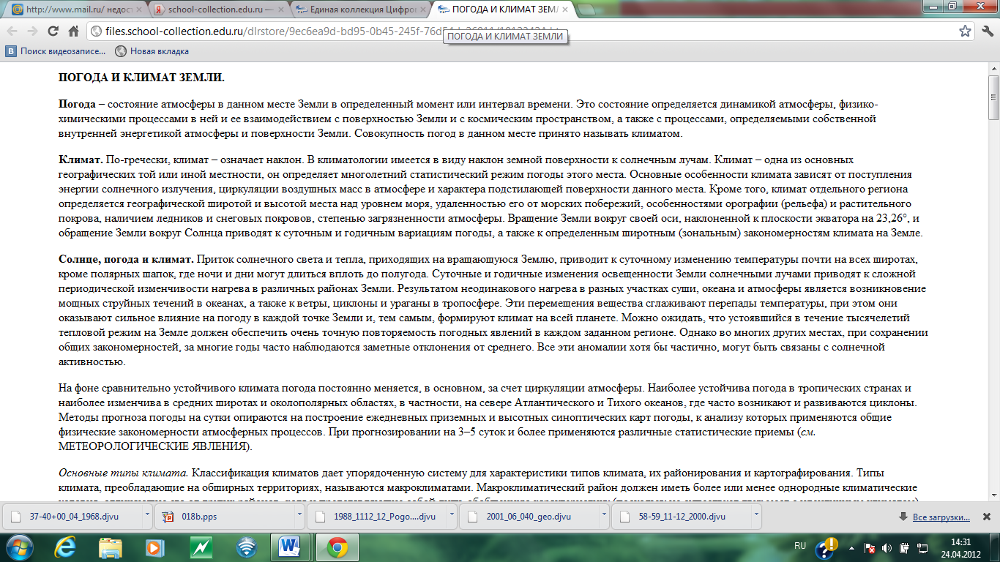 http://www.mail.ru/ недост
school-collection.edu.ru —
Единая коллекция Цифров
ПОГОДА И КЛИМАТ ЗЕМЛ
files.school-collection.edu.ru/dlrstore/9ec6ea9d-bd95-0b45-245f-
ПОГОДА И КЛИМАТ ЗЕМЛИ
Поиск видеозаписе...
Новая вкладка
ПОГОДА И КЛИМАТ ЗЕМЛИ.
Погода – состояние атмосферы в данном месте Земли в определенный момент или интервал времени. Это состояние определяется динамикой атмосферы, физико-
химическими процессами в ней и ее взаимодействием с поверхностью Земли и с космическим пространством, а также с процессами, определяемыми собственной
внутренней энергетикой атмосферы и поверхности Земли. Совокупность погод в данном месте принято называть климатом.
Климат. По-гречески, климат – означает наклон. В климатологии имеется в виду наклон земной поверхности к солнечным лучам. Климат – одна из основных
географических той или иной местности, он определяет многолетний статистический режим погоды этого места. Основные особенности климата зависят от поступления
энергии солнечного излучения, циркуляции воздушных масс в атмосфере и характера подстилающей поверхности данного места. Кроме того, климат отдельного региона
определяется географической широтой и высотой места над уровнем моря, удаленностью его от морских побережий, особенностями орографии (рельефа) и растительного
покрова, наличием ледников и снеговых покровов, степенью загрязненности атмосферы. Вращение Земли вокруг своей оси, наклоненной к плоскости экватора на 23,26°, и
обращение Земли вокруг Солнца приводят к суточным и годичным вариациям погоды, а также к определенным широтным (зональным) закономерностям климата на Земле.
Солнце, погода и климат. Приток солнечного света и тепла, приходящих на вращающуюся Землю, приводит к суточному изменению температуры почти на всех широтах,
кроме полярных шапок, где ночи и дни могут длиться вплоть до полугода. Суточные и годичные изменения освещенности Земли солнечными лучами приводят к сложной
периодической изменчивости нагрева в различных районах Земли. Результатом неодинакового нагрева в разных участках суши, океана и атмосферы является возникновение
мощных струйных течений в океанах, а также к ветры, циклоны и ураганы в тропосфере. Эти перемещения вещества сглаживают перепады температуры, при этом они
оказывают сильное влияние на погоду в каждой точке Земли и, тем самым, формируют климат на всей планете. Можно ожидать, что устоявшийся в течение тысячелетий
тепловой режим на Земле должен обеспечить очень точную повторяемость погодных явлений в каждом заданном регионе. Однако во многих других местах, при сохранении
общих закономерностей, за многие годы часто наблюдаются заметные отклонения от среднего. Все эти аномалии хотя бы частично, могут быть связаны с солнечной
активностью.
На фоне сравнительно устойчивого климата погода постоянно меняется, в основном, за счет циркуляции атмосферы. Наиболее устойчива погода в тропических странах и
наиболее изменчива в средних широтах и околополярных областях, в частности, на севере Атлантического и Тихого океанов, где часто возникают и развиваются циклоны.
Методы прогноза погоды на сутки опираются на построение ежедневных приземных и высотных синоптических карт погоды, к анализу которых применяются общие
физические закономерности атмосферных процессов. При прогнозировании на 3–5 суток и более применяются различные статистические приемы (см.
МЕТЕОРОЛОГИЧЕСКИЕ ЯВЛЕНИЯ).
Основные типы климата. Классификация климатов дает упорядоченную систему для характеристики типов климата, их районирования и картографирования. Типы
климата, преобладающие на обширных территориях, называются макроклиматами. Макроклиматический район должен иметь более или менее однородные климатические
37-40+00_04_1968.djvu
018b.pps
1988_1112_12_Pogo....djvu
2001_06_040_geo.djvu
58-59_11-12_2000.djvu
Все загрузки...
RU
14:31
24.04.2012